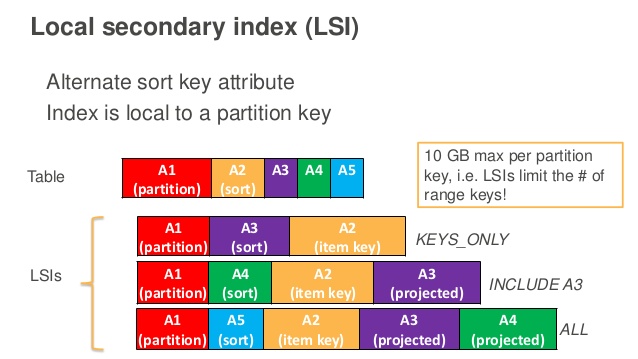 Local secondary index (LSI)
Alternate sort key attribute
Index is local to a partition key
10 GB max per partition
key, i.e. LSIs limit the # of
range keys!
Table
A1 A2 A3 A4 A5
(partition) (sort)
A1 A3 A2
(partition) (sort) (item key)
KEYS_ONLY
LSIs
A1 A4 A2 A3
(partition) (sort) (item key) (projected)
INCLUDE A3
A1 A5 A2 A3 A4
(partition) (sort) (item key) (projected) (projected)
ALL